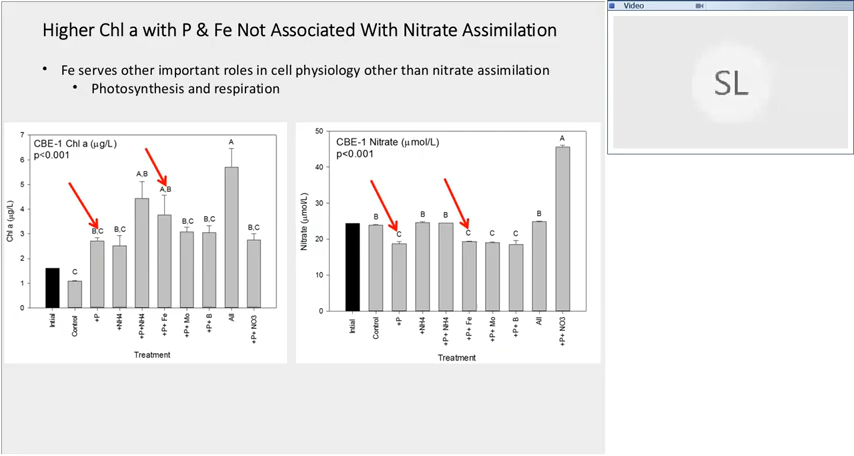 Higher Chl a with P & Fe Not Associated With Nitrate Assimilation
• Fe serves other important roles in cell physiology other than nitrate assimilation
• Photosynthesis and respiration
CBE-1 Chl a (µg/L)
p<0.001
Chl a (µg/L)
7
6
5
4
3
2
1
0
C
B,C
B,C
A,B
A,B
B,C
B,C
A
B,C
Intial
Control
+P
+NH4
+P+NH4
+P+ Fe
+P+ Mo
+P+ B
All
+P+ NO3
Treatment
CBE-1 Nitrate (µmol/L)
p<0.001
Nitrate (µmol/L)
50
40
30
20
10
0
B
C
B
B
C
C
C
B
A
Intial
Control
+P
+NH4
+P+ NH4
+P+ Fe
+P+ Mo
+P+ B
All
+P+ NO3
Treatment
Video
SL